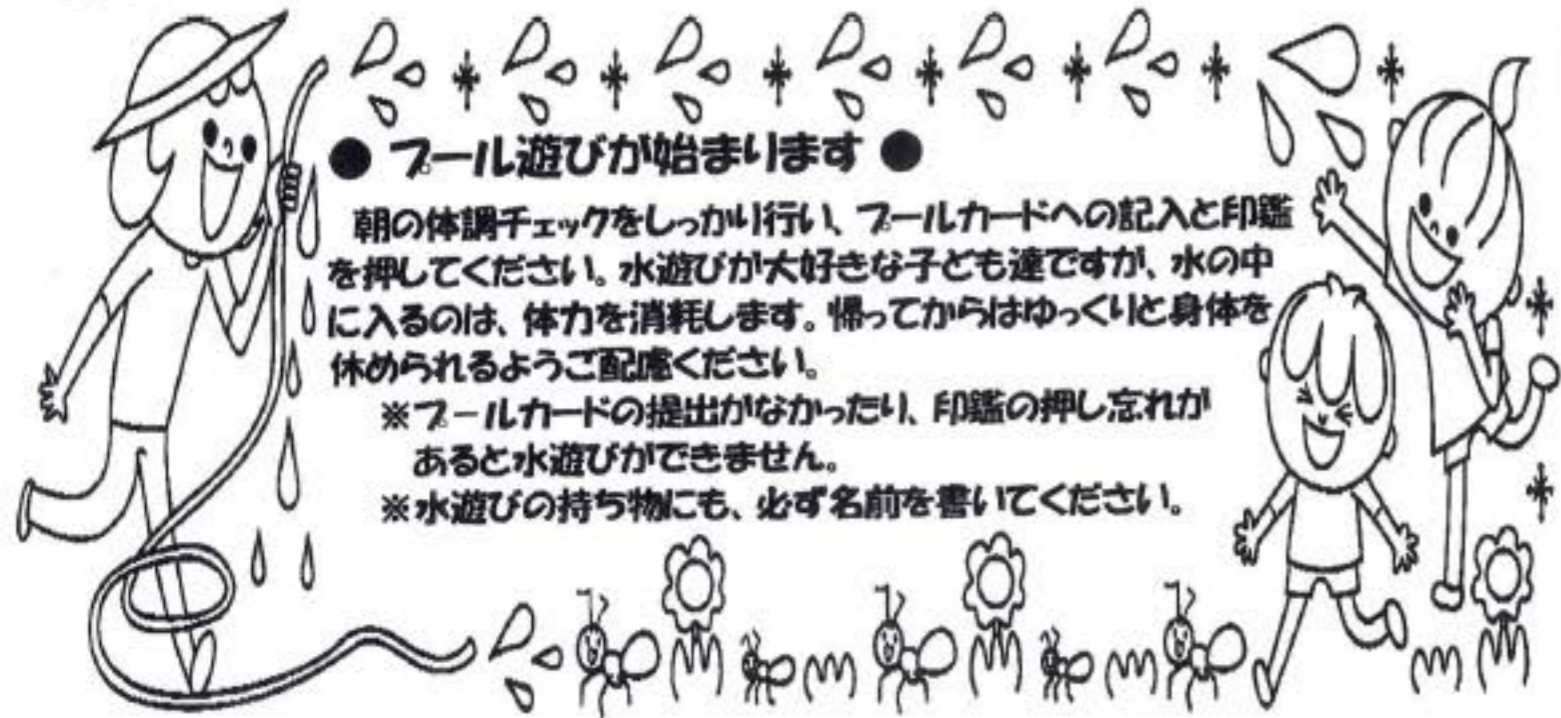 ● プール遊びが始まります ●
朝の体調チェックをしっかり行い、プールカードへの記入と印鑑
を押してください。水遊びが大好きな子ども達ですが、水の中
に入るのは、体力を消耗します。帰ってからはゆっくりと身体を
休められるようご配慮ください。
※プールカードの提出がなかったり、印鑑の押し忘れが
あると水遊びができません。
※水遊びの持ち物にも、必ず名前を書いてください。